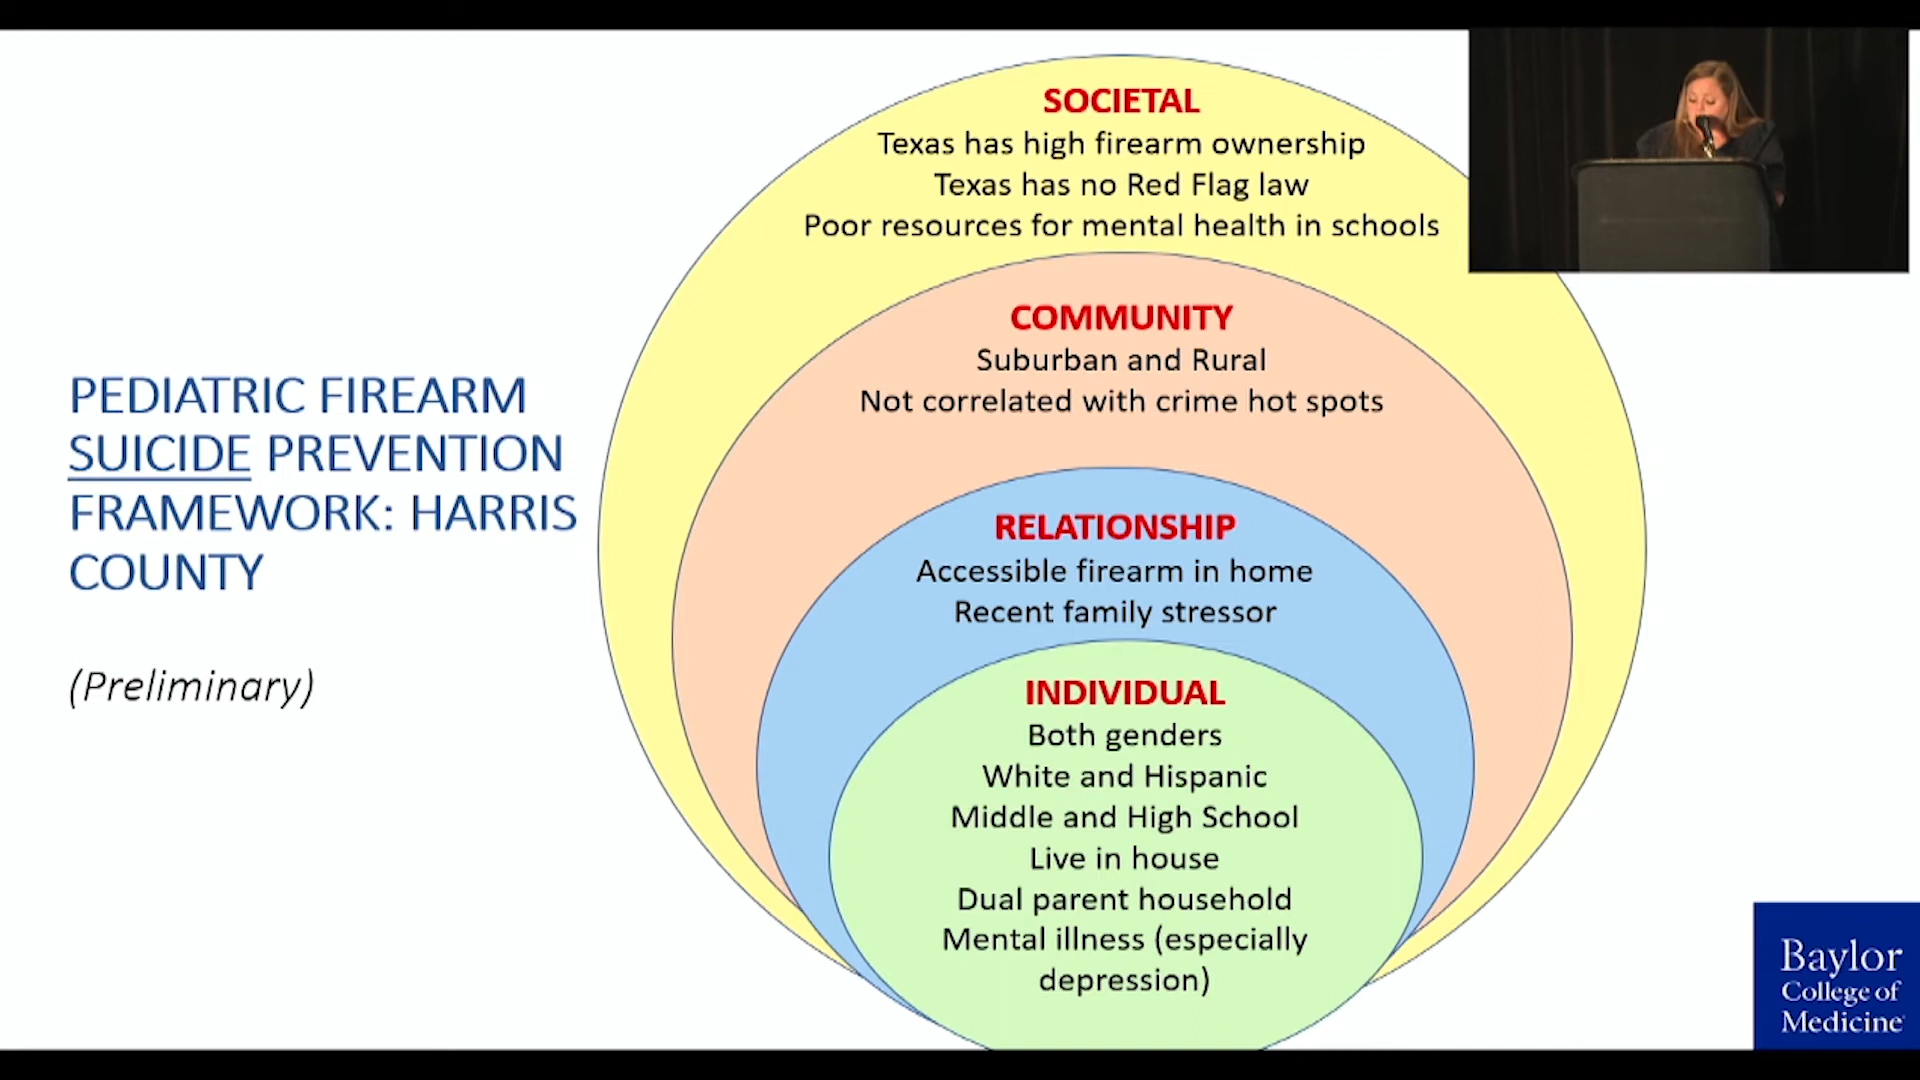 SOCIETAL
Texas has high firearm ownership
Texas has no Red Flag law
Poor resources for mental health in schools
COMMUNITY
Suburban and Rural
Not correlated with crime hot spots
PEDIATRIC FIREARM
SUICIDE PREVENTION
FRAMEWORK: HARRIS
COUNTY
(Preliminary)
RELATIONSHIP
Accessible firearm in home
Recent family stressor
INDIVIDUAL
Both genders
White and Hispanic
Middle and High School
Live in house
Dual parent household
Mental illness (especially
depression)
Baylor
College of
Medicine